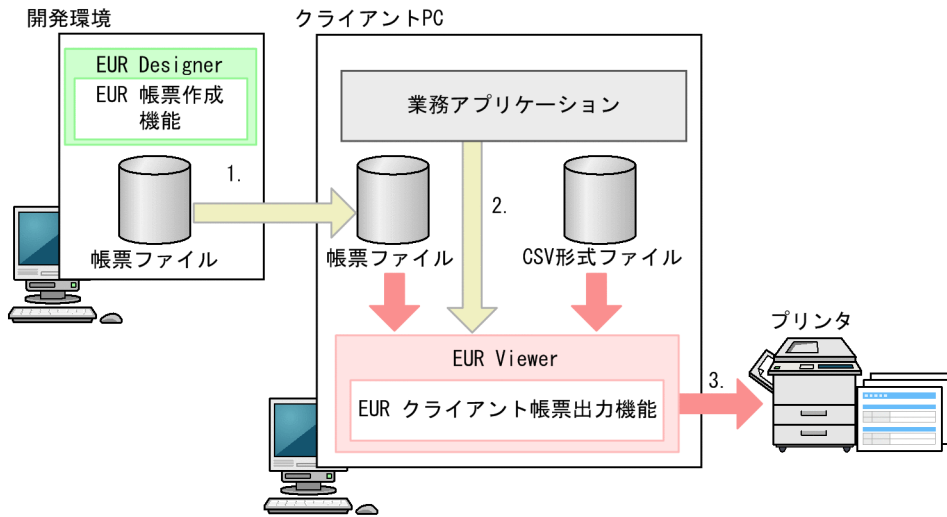 開発環境
クライアントPC
EUR Designer
EUR 帳票作成
機能
業務アプリケーション
1.
2.
帳票ファイル
帳票ファイル
CSV形式ファイル
プリンタ
EUR Viewer
3.
EUR クライアント帳票出力機能